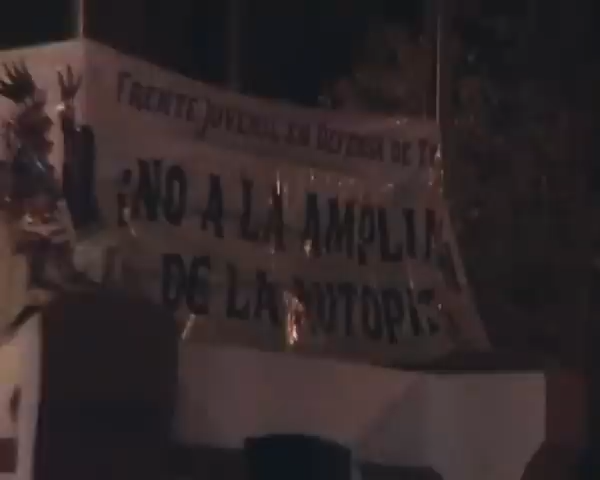 FRENTE JUVENIL EN DEFENSA DE
¡NO A LA AMPLIA
DE LA AUTOPIS